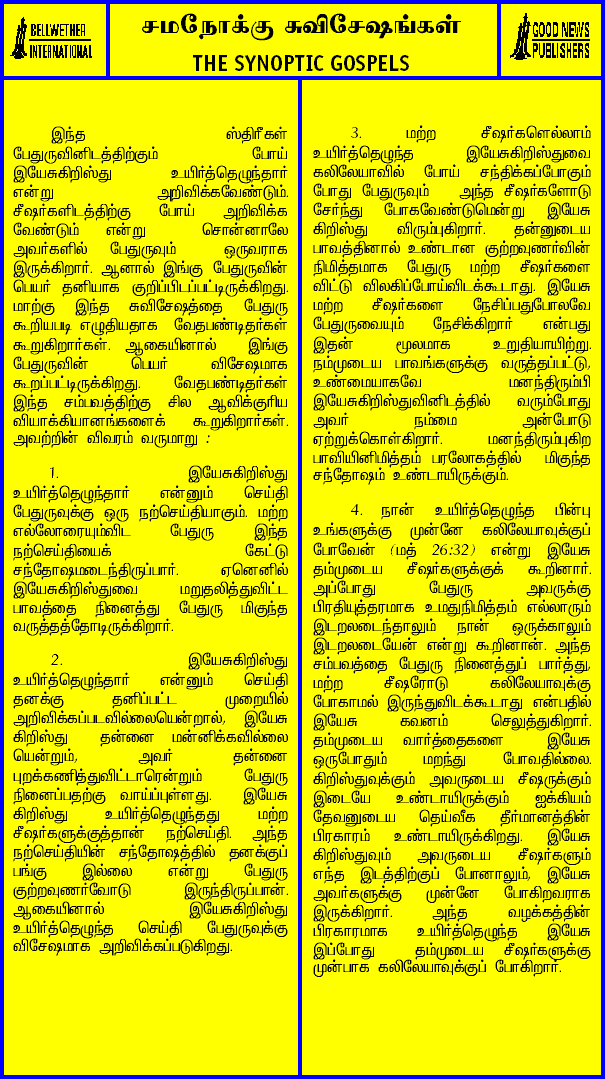 BELLWETHER
INTERNATIONAL
சமநோக்கு சுவிசேஷங்கள்
THE SYNOPTIC GOSPELS
GOOD NEWS
PUBLISHERS
இந்த ஸ்திரீகள்
பேதுருவினிடத்திற்கும் போய்
இயேசுகிறிஸ்து உயிர்த்தெழுந்தார்
என்று அறிவிக்கவேண்டும்.
சீஷர்களிடத்திற்கு போய் அறிவிக்க
வேண்டும் என்று சொன்னாலே
அவர்களில் பேதுருவும் ஒருவராக
இருக்கிறார். ஆனால் இங்கு பேதுருவின்
பெயர் தனியாக குறிப்பிடப்பட்டிருக்கிறது.
மாற்கு இந்த சுவிசேஷத்தை பேதுரு
கூறியபடி எழுதியதாக வேதபண்டிதர்கள்
கூறுகிறார்கள். ஆகையினால் இங்கு
பேதுருவின் பெயர் விசேஷமாக
கூறப்பட்டிருக்கிறது. வேதபண்டிதர்கள்
இந்த சம்பவத்திற்கு சில ஆவிக்குரிய
வியாக்கியானங்களைக் கூறுகிறார்கள்.
அவற்றின் விவரம் வருமாறு :
1. இயேசுகிறிஸ்து
உயிர்த்தெழுந்தார் என்னும் செய்தி
பேதுருவுக்கு ஒரு நற்செய்தியாகும். மற்ற
எல்லோரையும்விட பேதுரு இந்த
நற்செய்தியைக் கேட்டு
சந்தோஷமடைந்திருப்பார். ஏனெனில்
இயேசுகிறிஸ்துவை மறுதலித்துவிட்ட
பாவத்தை நினைத்து பேதுரு மிகுந்த
வருத்தத்தோடிருக்கிறார்.
2. இயேசுகிறிஸ்து
உயிர்த்தெழுந்தார் என்னும் செய்தி
தனக்கு தனிப்பட்ட முறையில்
அறிவிக்கப்படவில்லையென்றால், இயேசு
கிறிஸ்து தன்னை மன்னிக்கவில்லை
யென்றும், அவர் தன்னை
புறக்கணித்துவிட்டாரென்றும் பேதுரு
நினைப்பதற்கு வாய்ப்புள்ளது. இயேசு
கிறிஸ்து உயிர்த்தெழுந்தது மற்ற
சீஷர்களுக்குத்தான் நற்செய்தி. அந்த
நற்செய்தியின் சந்தோஷத்தில் தனக்குப்
பங்கு இல்லை என்று பேதுரு
குற்றவுணர்வோடு இருந்திருப்பான்.
ஆகையினால் இயேசுகிறிஸ்து
உயிர்த்தெழுந்த செய்தி பேதுருவுக்கு
விசேஷமாக அறிவிக்கப்படுகிறது.
3. மற்ற சீஷர்களெல்லாம்
உயிர்த்தெழுந்த இயேசுகிறிஸ்துவை
கலிலேயாவில் போய் சந்திக்கப்போகும்
போது பேதுருவும் அந்த சீஷர்களோடு
சேர்ந்து போகவேண்டுமென்று இயேசு
கிறிஸ்து விரும்புகிறார். தன்னுடைய
பாவத்தினால் உண்டான குற்றவுணர்வின்
நிமித்தமாக பேதுரு மற்ற சீஷர்களை
விட்டு விலகிப்போய்விடக்கூடாது. இயேசு
மற்ற சீஷர்களை நேசிப்பதுபோலவே
பேதுருவையும் நேசிக்கிறார் என்பது
இதன் மூலமாக உறுதியாயிற்று.
நம்முடைய பாவங்களுக்கு வருத்தப்பட்டு,
உண்மையாகவே மனந்திரும்பி
இயேசுகிறிஸ்துவினிடத்தில் வரும்போது
அவர் நம்மை அன்போடு
ஏற்றுக்கொள்கிறார். மனந்திரும்புகிற
பாவியினிமித்தம் பரலோகத்தில் மிகுந்த
சந்தோஷம் உண்டாயிருக்கும்.
4. நான் உயிர்த்தெழுந்த பின்பு
உங்களுக்கு முன்னே கலிலேயாவுக்குப்
போவேன் (மத் 26:32) என்று இயேசு
தம்முடைய சீஷர்களுக்குக் கூறினார்.
அப்போது பேதுரு அவருக்கு
பிரதியுத்தரமாக உமதுநிமித்தம் எல்லாரும்
இடறலடைந்தாலும் நான் ஒருக்காலும்
இடறலடையேன் என்று கூறினான். அந்த
சம்பவத்தை பேதுரு நினைத்துப் பார்த்து,
மற்ற சீஷரோடு கலிலேயாவுக்கு
போகாமல் இருந்துவிடக்கூடாது என்பதில்
இயேசு கவனம் செலுத்துகிறார்.
தம்முடைய வார்த்தைகளை இயேசு
ஒருபோதும் மறந்து போவதில்லை.
கிறிஸ்துவுக்கும் அவருடைய சீஷருக்கும்
இடையே உண்டாயிருக்கும் ஐக்கியம்
தேவனுடைய தெய்வீக தீர்மானத்தின்
பிரகாரம் உண்டாயிருக்கிறது. இயேசு
கிறிஸ்துவும் அவருடைய சீஷர்களும்
எந்த இடத்திற்குப் போனாலும், இயேசு
அவர்களுக்கு முன்னே போகிறவராக
இருக்கிறார். அந்த வழக்கத்தின்
பிரகாரமாக உயிர்த்தெழுந்த இயேசு
இப்போது தம்முடைய சீஷர்களுக்கு
முன்பாக கலிலேயாவுக்குப் போகிறார்.